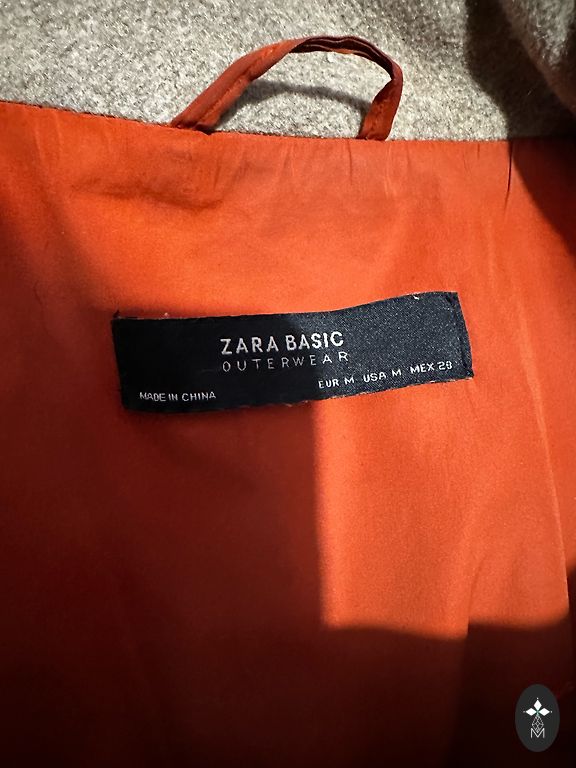 ZARA BASIC
OUTERWEAR
EUR M USA M MEX 28
MADE IN CHINA
M